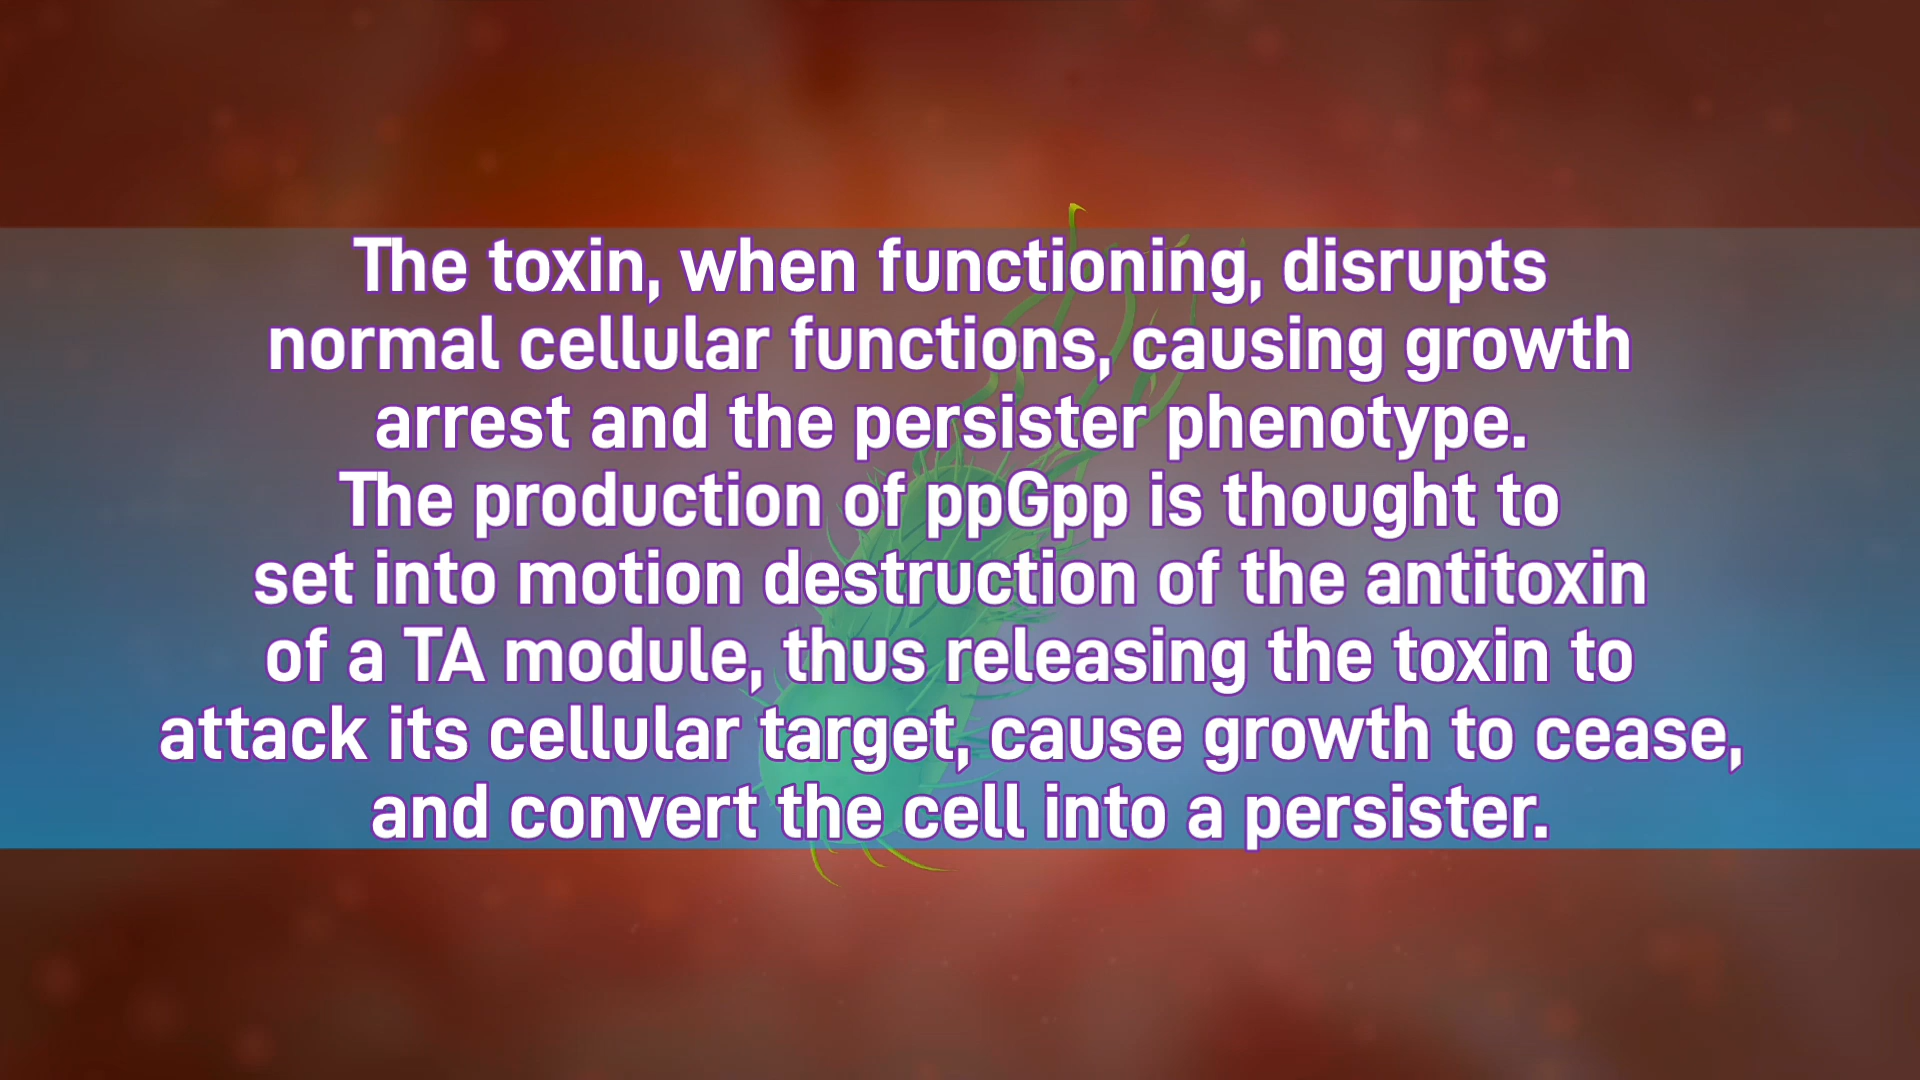 The toxin, when functioning, disrupts
normal cellular functions, causing growth
arrest and the persister phenotype.
The production of ppGpp is thought to
set into motion destruction of the antitoxin
of a TA module, thus releasing the toxin to
attack its cellular target, cause growth to cease,
and convert the cell into a persister.